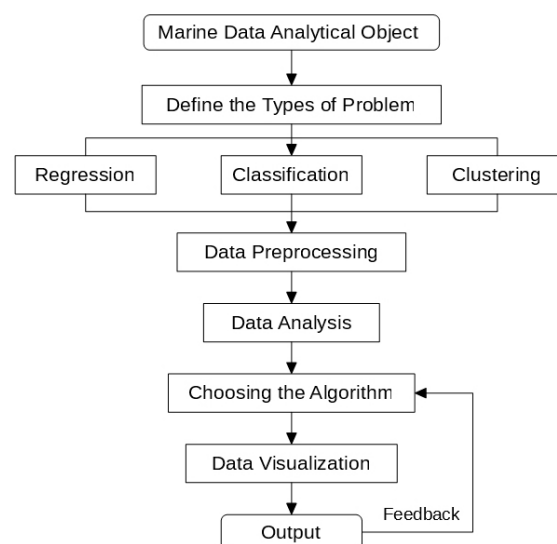 Marine Data Analytical Object
Define the Types of Problem
Regression
Classification
Clustering
Data Preprocessing
Data Analysis
Choosing the Algorithm
Data Visualization
Feedback
Output